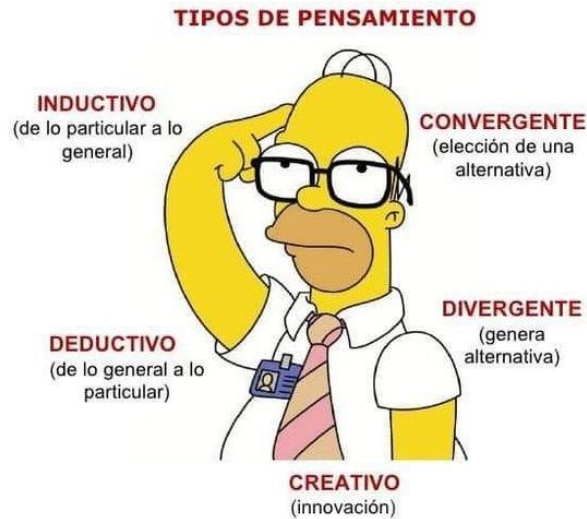 TIPOS DE PENSAMIENTO
INDUCTIVO
(de lo particular a lo
general)
CONVERGENTE
(elección de una
alternativa)
DEDUCTIVO
(de lo general a lo
particular)
DIVERGENTE
(genera
alternativa)
CREATIVO
(innovación)